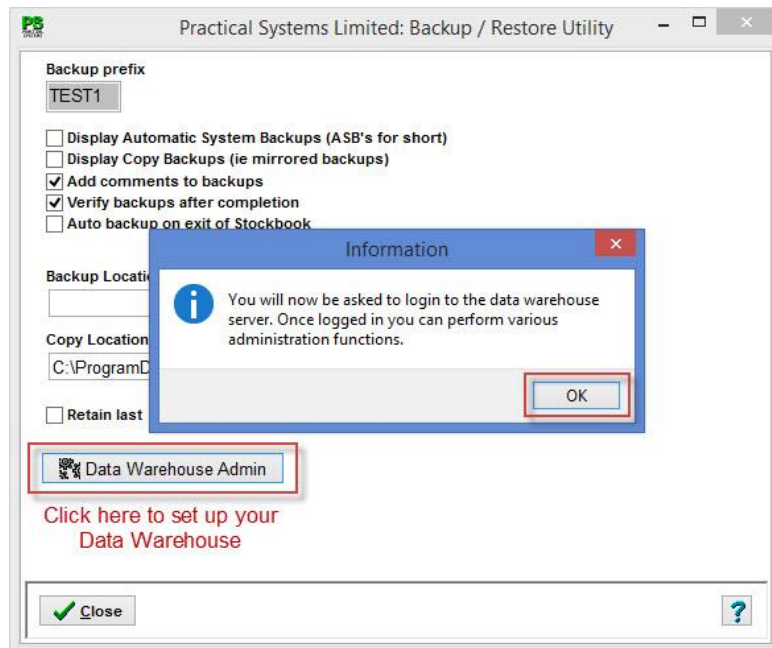 PB
Practical Systems Limited: Backup / Restore Utility
Backup prefix
TEST1
Display Automatic System Backups (ASB's for short)
Display Copy Backups (ie mirrored backups)
Add comments to backups
Verify backups after completion
Auto backup on exit of Stockbook
Information
Backup Locati
You will now be asked to login to the data warehouse
server. Once logged in you can perform various
administration functions.
Copy Location
C:\ProgramD
OK
Retain last
Data Warehouse Admin
Click here to set up your
Data Warehouse
Close
?